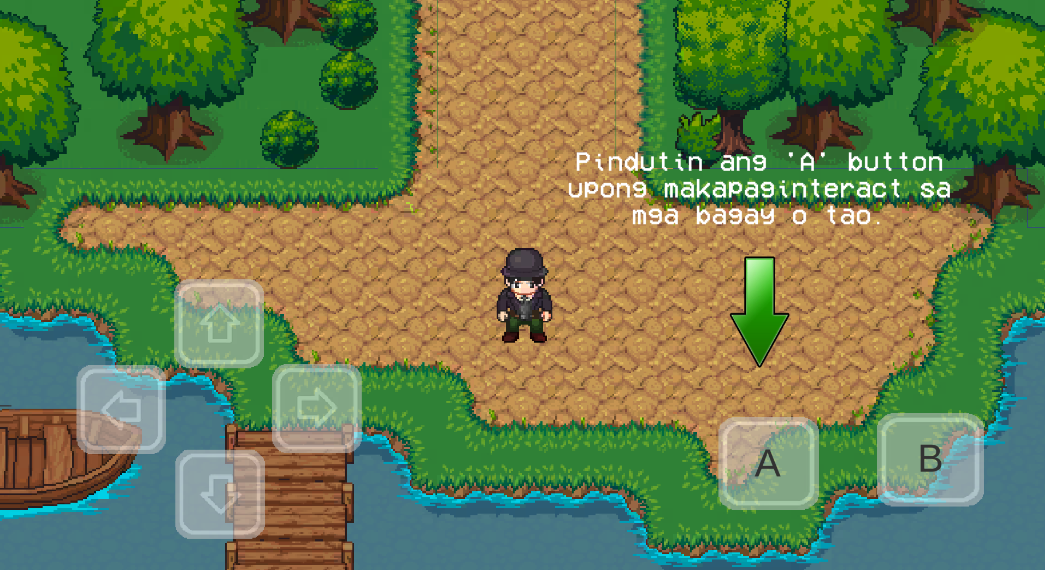 Pindutin ang 'A' button
upong makapaginteract sa
mga bagay o tao.
A
B